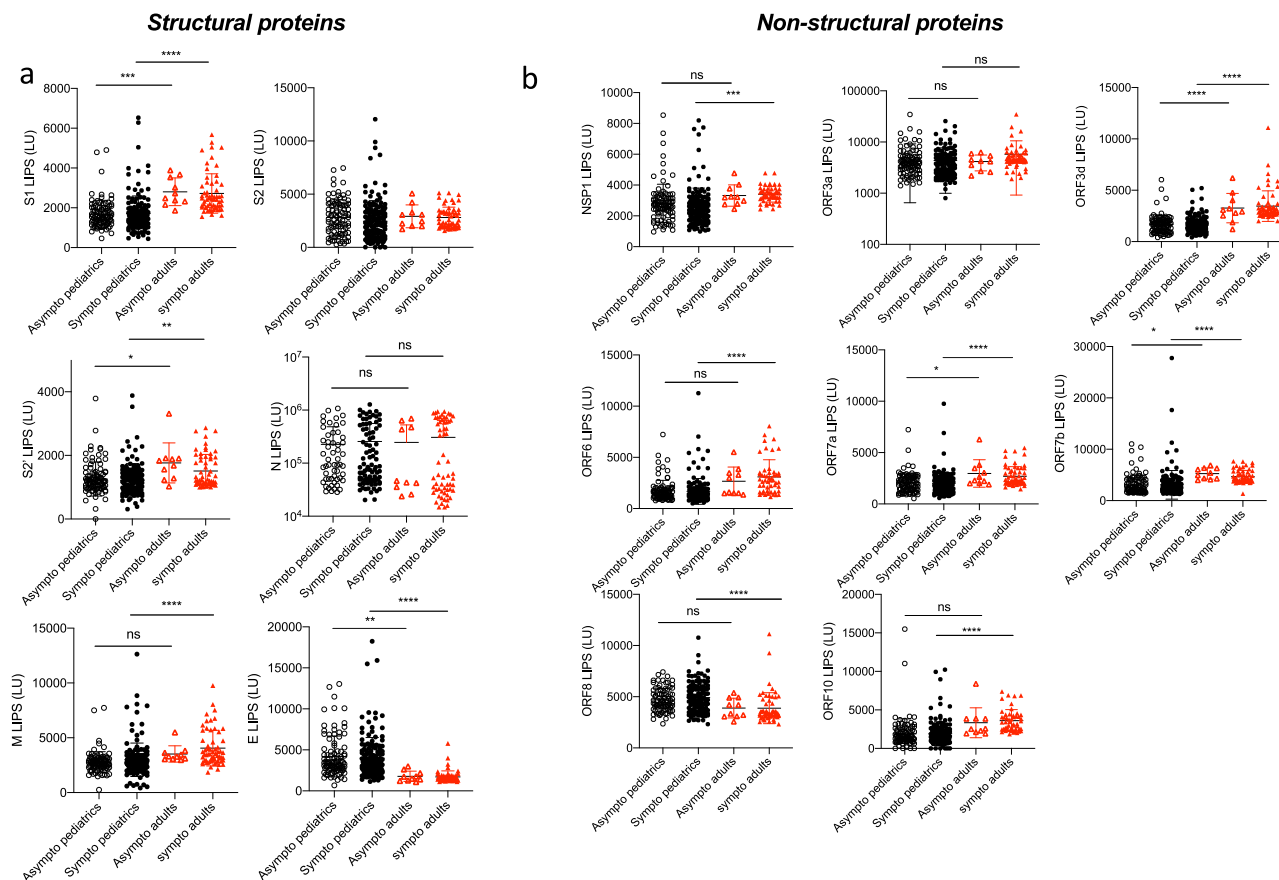 Structural proteins
Non-structural proteins
a
****
***
8000
6000
4000
2000
0
S1 LIPS (LU)
Asympto pediatrics
Sympto pediatrics
Asympto adults
sympto adults
15000
10000
5000
0
S2 LIPS (LU)
Asympto pediatrics
Sympto pediatrics
Asympto adults
Sympto adults
**
*
4000
2000
0
S2' LIPS (LU)
Asympto pediatrics
Sympto pediatrics
Asympto adults
sympto adults
ns
ns
10⁷
10⁶
10⁵
10⁴
N LIPS (LU)
Asympto pediatrics
Sympto pediatrics
Asympto adults
sympto adults
****
ns
15000
10000
5000
0
M LIPS (LU)
Asympto pediatrics
Sympto pediatrics
Asympto adults
sympto adults
****
**
20000
15000
10000
5000
0
E LIPS (LU)
Asympto pediatrics
Sympto pediatrics
Asympto adults
sympto adults
b
ns
***
10000
8000
6000
4000
2000
0
NSP1 LIPS (LU)
Asympto pediatrics
Sympto pediatrics
Asympto adults
sympto adults
ns
ns
100000
10000
1000
100
ORF3a LIPS (LU)
Asympto pediatrics
Sympto pediatrics
Asympto adults
sympto adults
****
****
15000
10000
5000
0
ORF3d LIPS (LU)
Asympto pediatrics
Sympto pediatrics
Asympto adults
sympto adults
****
ns
15000
10000
5000
0
ORF6 LIPS (LU)
Asympto pediatrics
Sympto pediatrics
Asympto adults
sympto adults
****
*
15000
10000
5000
0
ORF7a LIPS (LU)
Asympto pediatrics
Sympto pediatrics
Asympto adults
sympto adults
*
****
30000
20000
10000
0
ORF7b LIPS (LU)
Asympto pediatrics
Sympto pediatrics
Asympto adults
sympto adults
****
ns
15000
10000
5000
0
ORF8 LIPS (LU)
Asympto pediatrics
Sympto pediatrics
Asympto adults
sympto adults
ns
****
20000
15000
10000
5000
0
ORF10 LIPS (LU)
Asympto pediatrics
Sympto pediatrics
Asympto adults
sympto adults